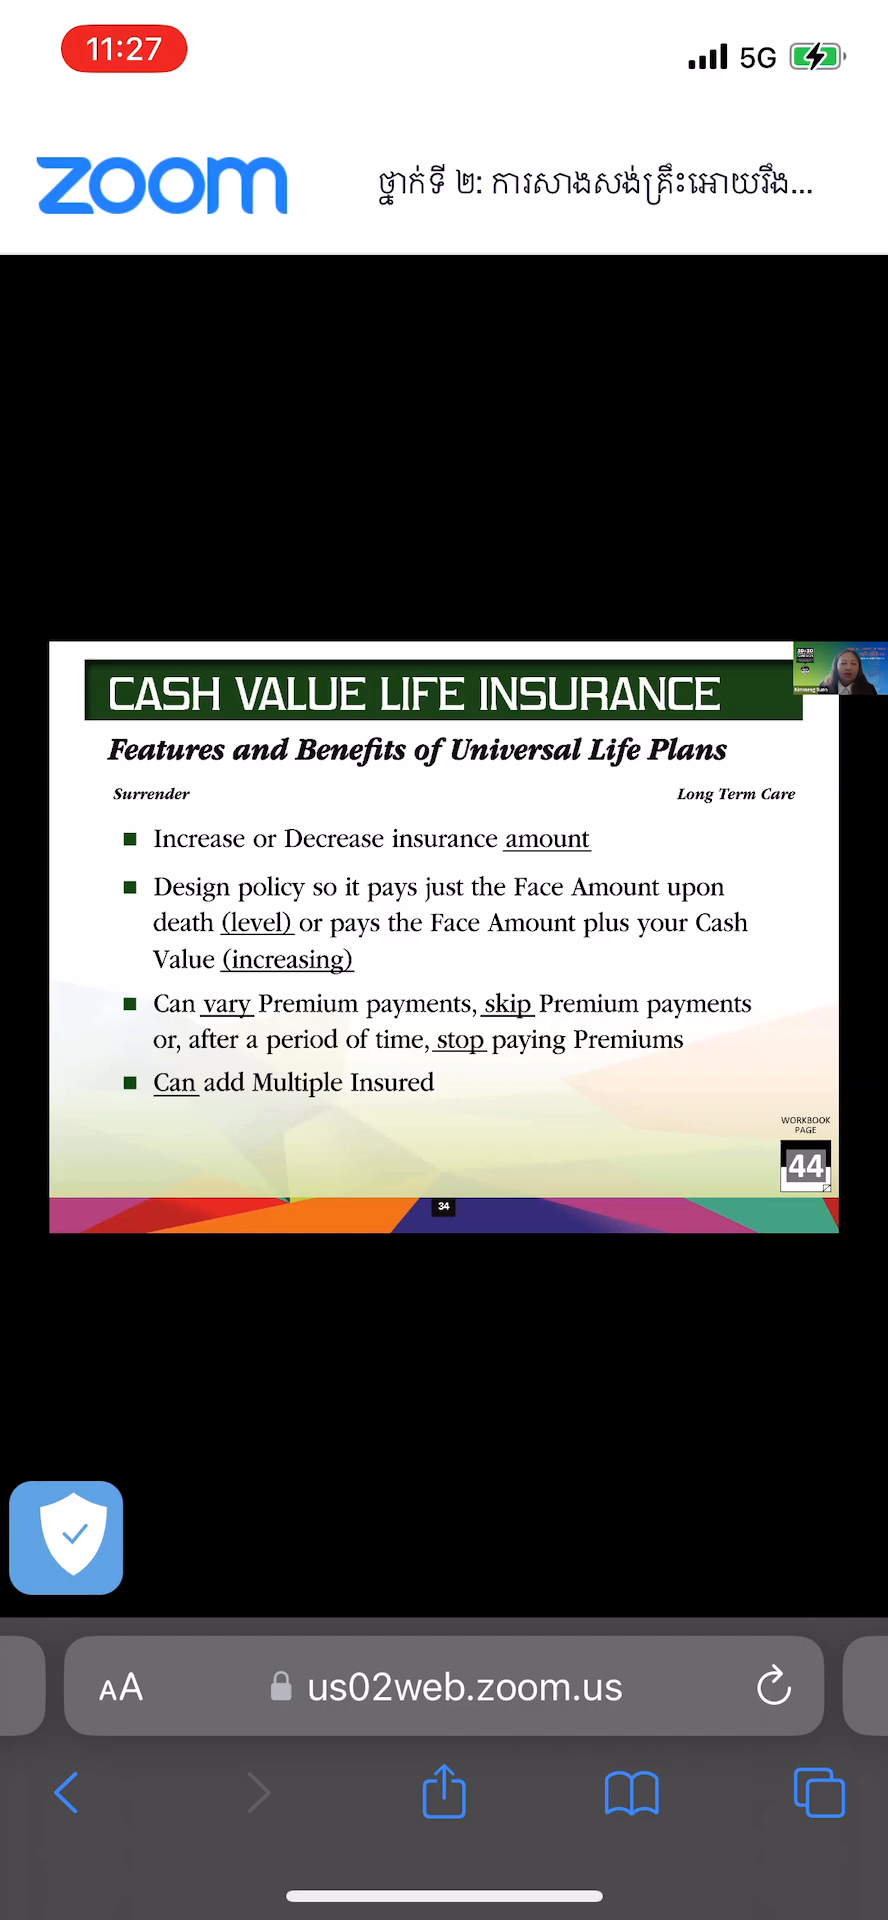 11:27
5G
zoom
ថ្នាក់ទី ២: ការសាងសង់គ្រឹះអោយរឹង...
CASH VALUE LIFE INSURANCE
Features and Benefits of Universal Life Plans
Surrender Long Term Care
Increase or Decrease insurance amount
Design policy so it pays just the Face Amount upon
death (level) or pays the Face Amount plus your Cash
Value (increasing)
Can vary Premium payments, skip Premium payments
or, after a period of time, stop paying Premiums
Can add Multiple Insured
WORKBOOK
PAGE
44
34
AA us02web.zoom.us